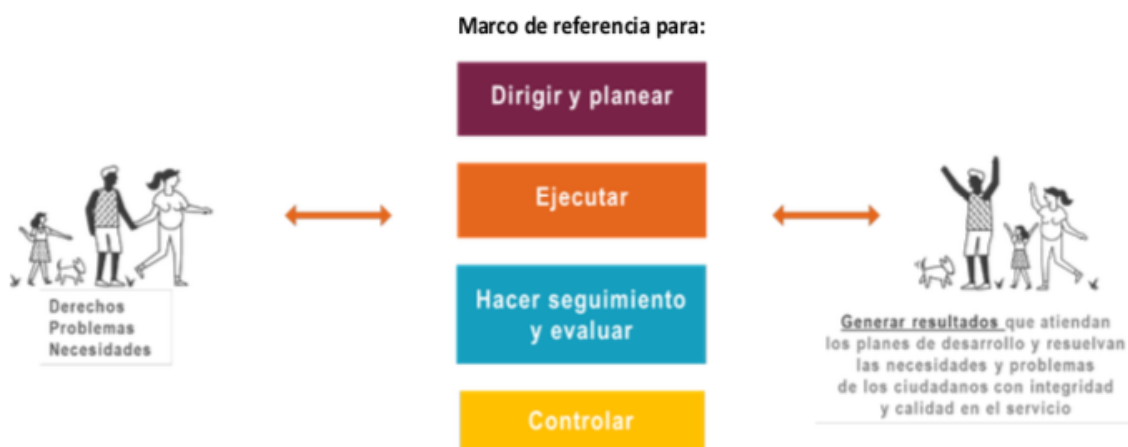 Marco de referencia para:
Dirigir y planear
Ejecutar
Hacer seguimiento
y evaluar
Controlar
Derechos
Problemas
Necesidades
Generar resultados que atiendan
los planes de desarrollo y resuelvan
las necesidades y problemas
de los ciudadanos con integridad
y calidad en el servicio